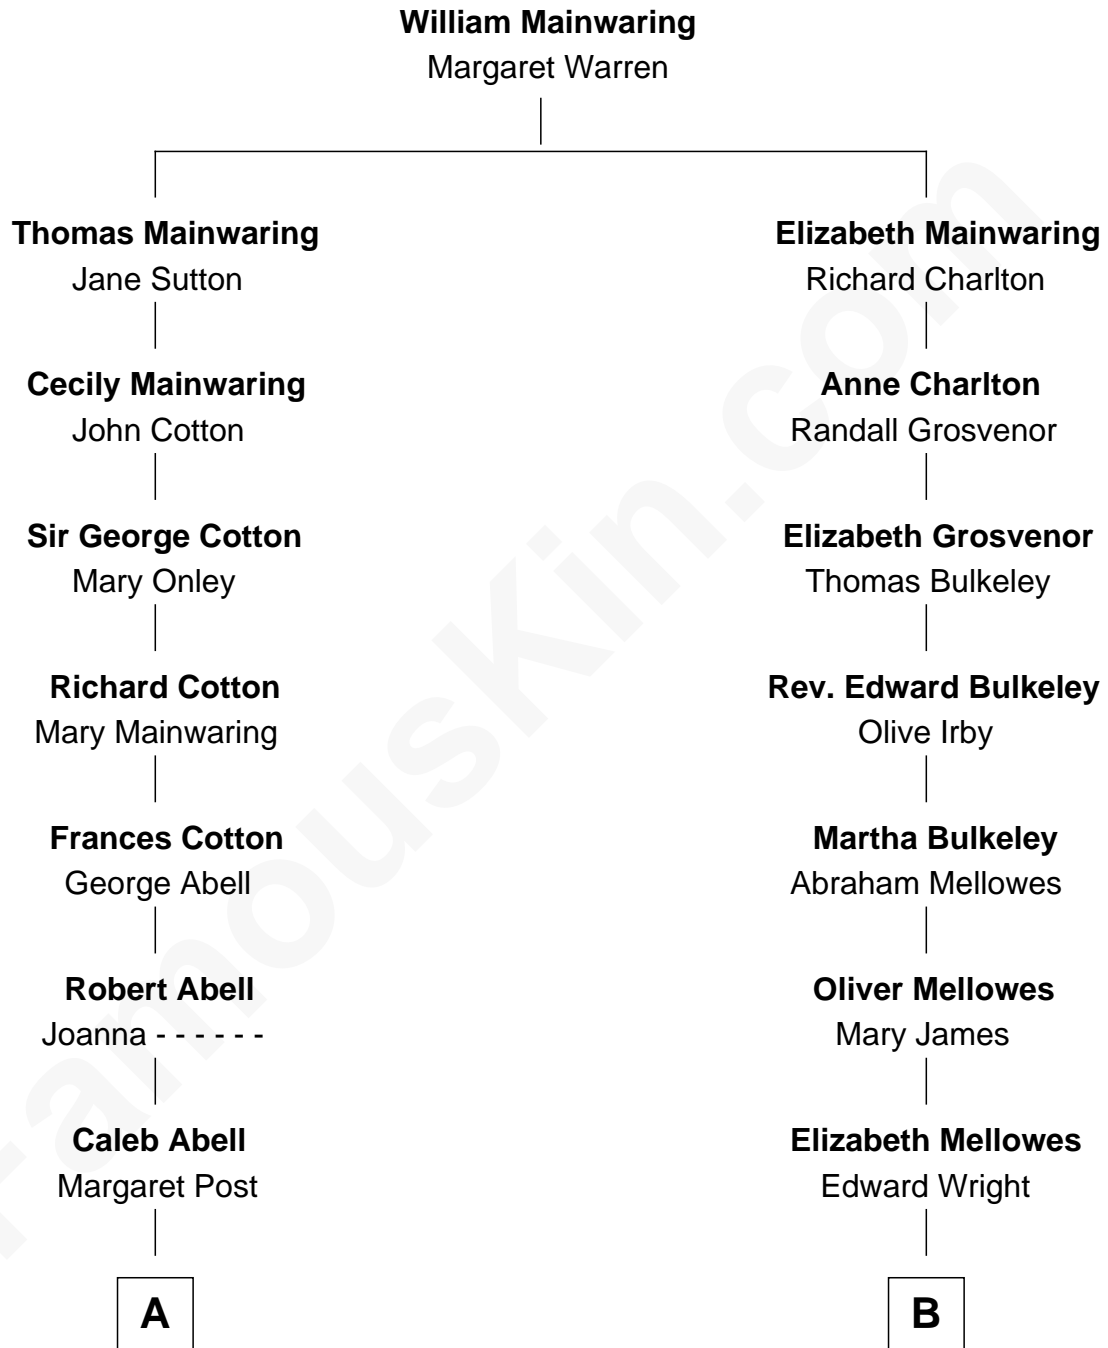 William Mainwaring
Margaret Warren
Thomas Mainwaring
Jane Sutton
Elizabeth Mainwaring
Richard Charlton
Cecily Mainwaring
John Cotton
Anne Charlton
Randall Grosvenor
Sir George Cotton
Mary Onley
Elizabeth Grosvenor
Thomas Bulkeley
Richard Cotton
Mary Mainwaring
Rev. Edward Bulkeley
Olive Irby
Frances Cotton
George Abell
Martha Bulkeley
Abraham Mellowes
Robert Abell
Joanna - - - - - -
Oliver Mellowes
Mary James
Caleb Abell
Margaret Post
Elizabeth Mellowes
Edward Wright
A
B
FamousKin.com